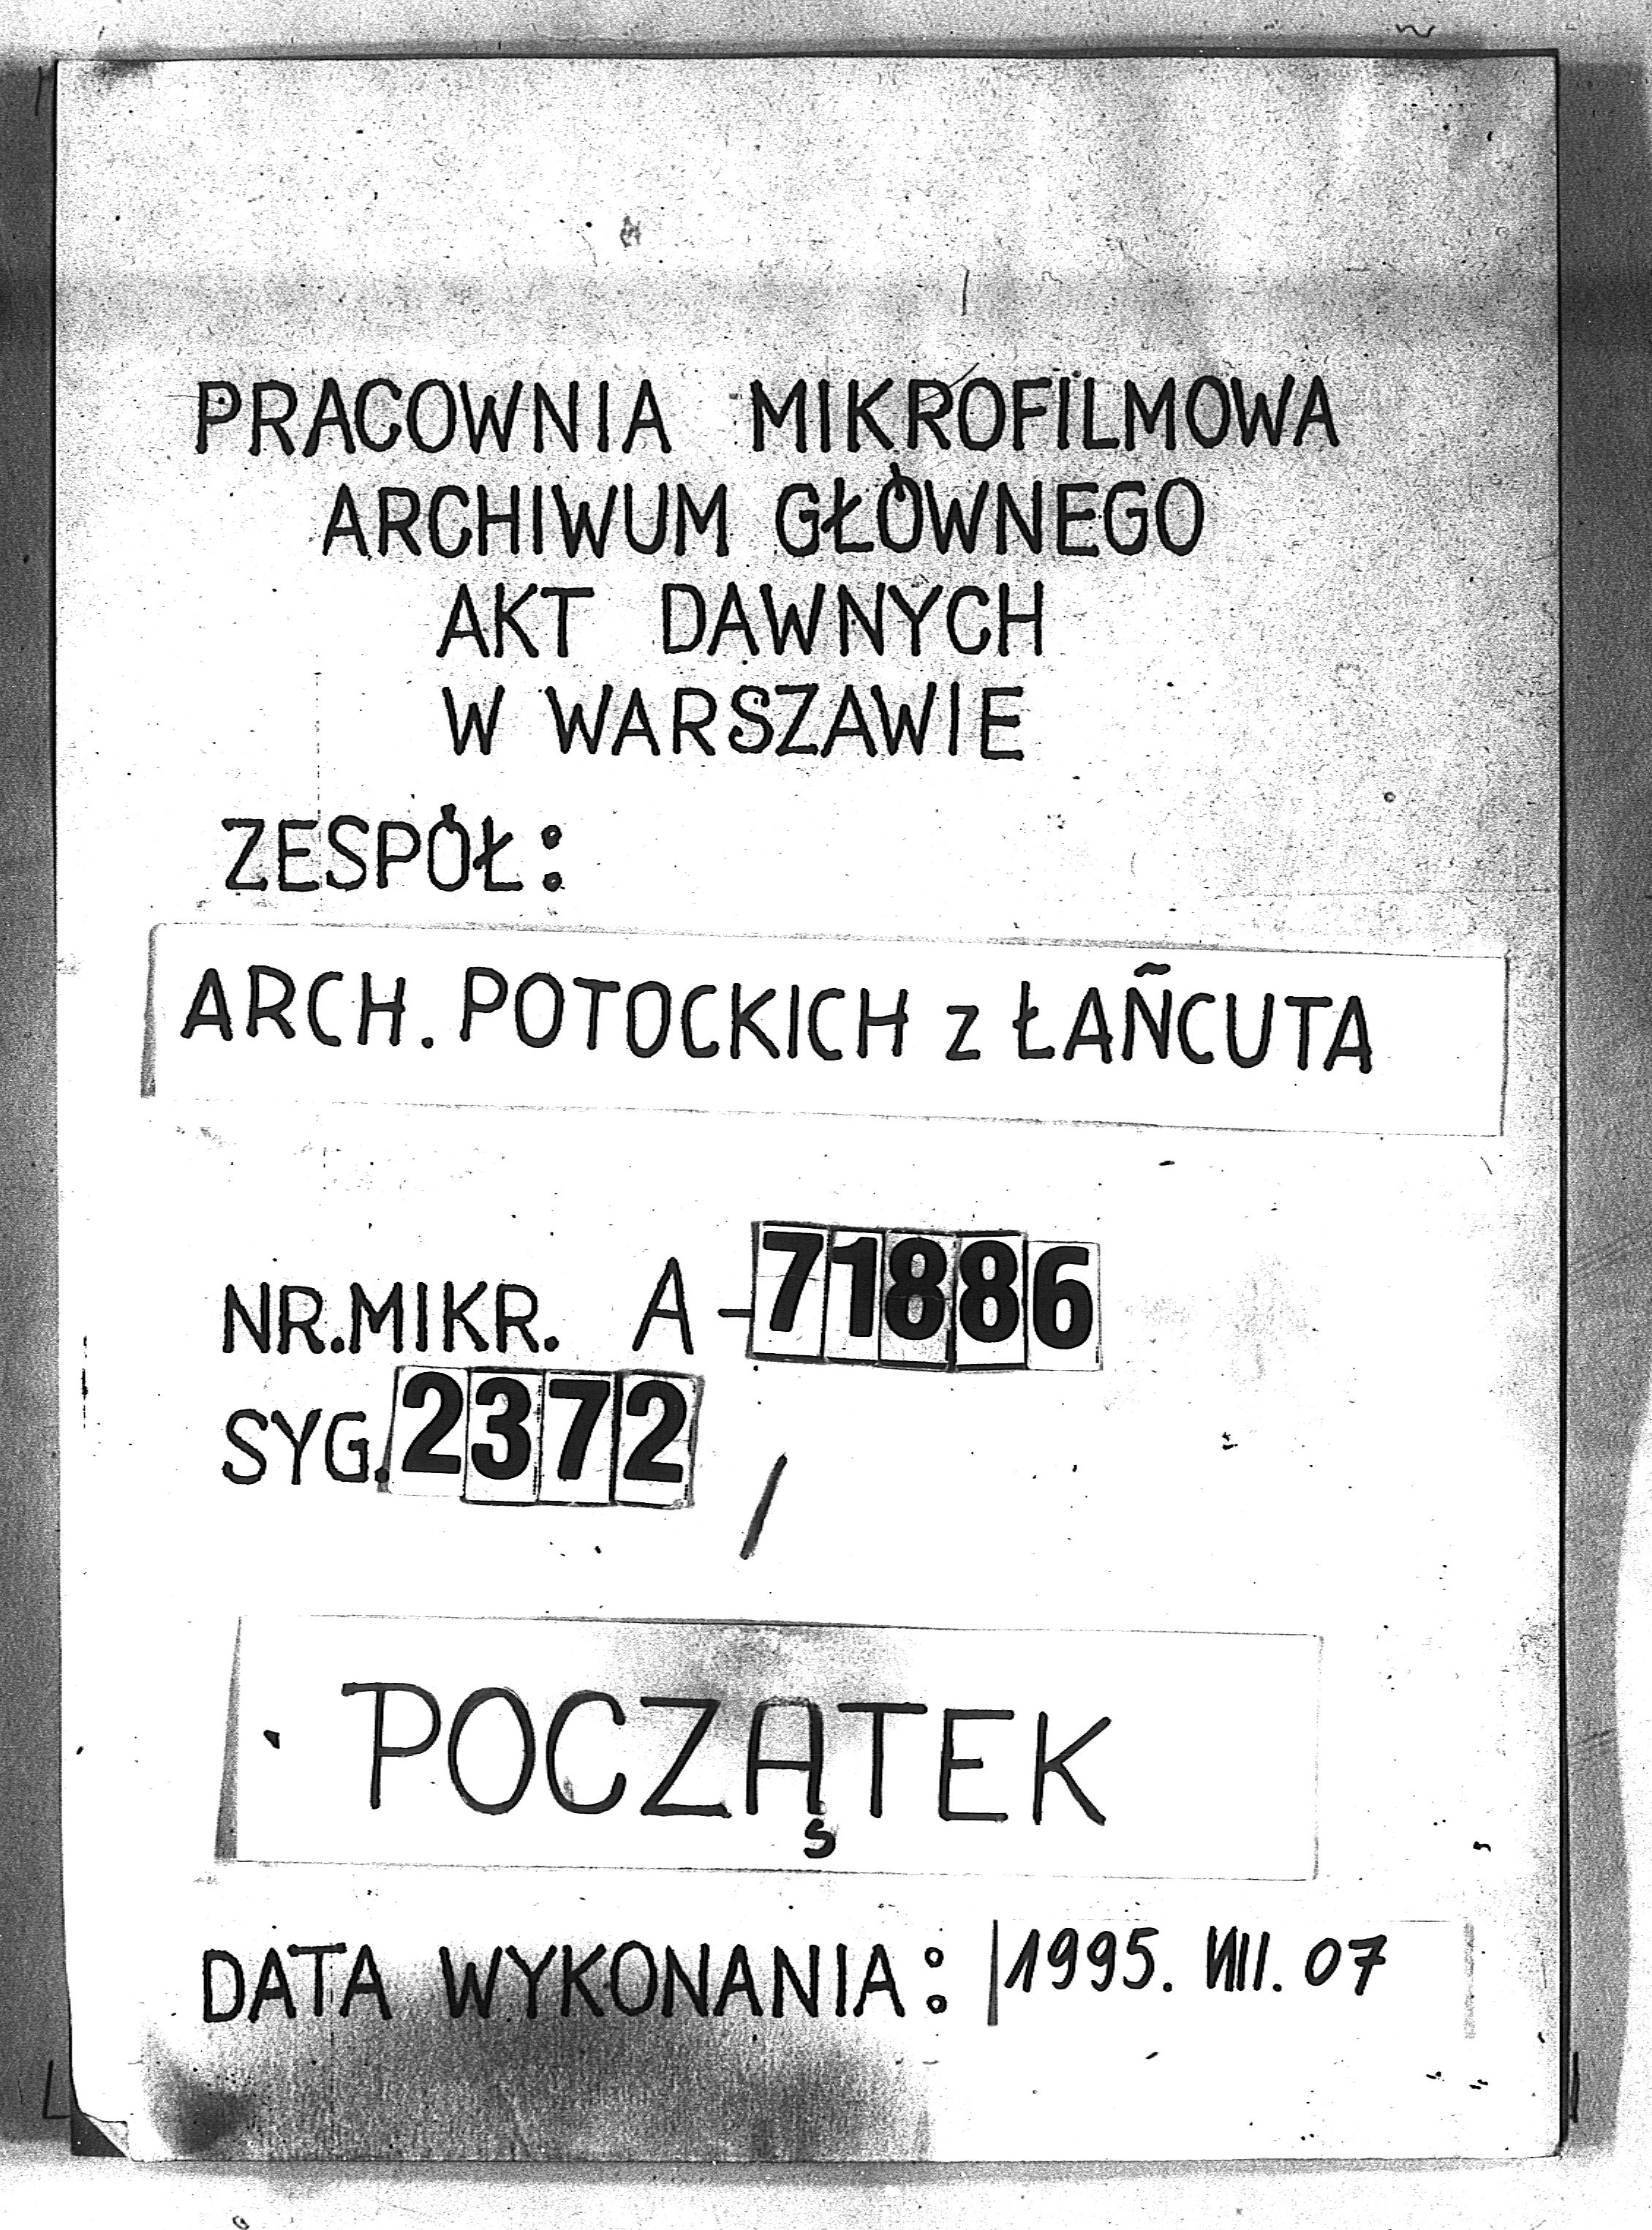 PRACOWNIA MIKROFILMOWA
ARCHIWUM GŁÓWNEGO
AKT DAWNYCH
W WARSZAWIE
ZESPÓŁ:
ARCH. POTOCKICH z ŁAŃCUTA
NR.MIKR. A-71886
SYG. 2372 /
POCZĄTEK
DATA WYKONANIA: 1995. VIII. 07